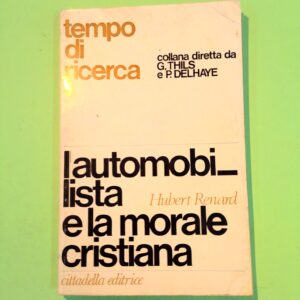 tempo
di
ricerca
collana diretta da
G. THILS
e P. DELHAYE
l'automobi_
lista
Hubert Renard
e la morale
cristiana
cittadella editrice